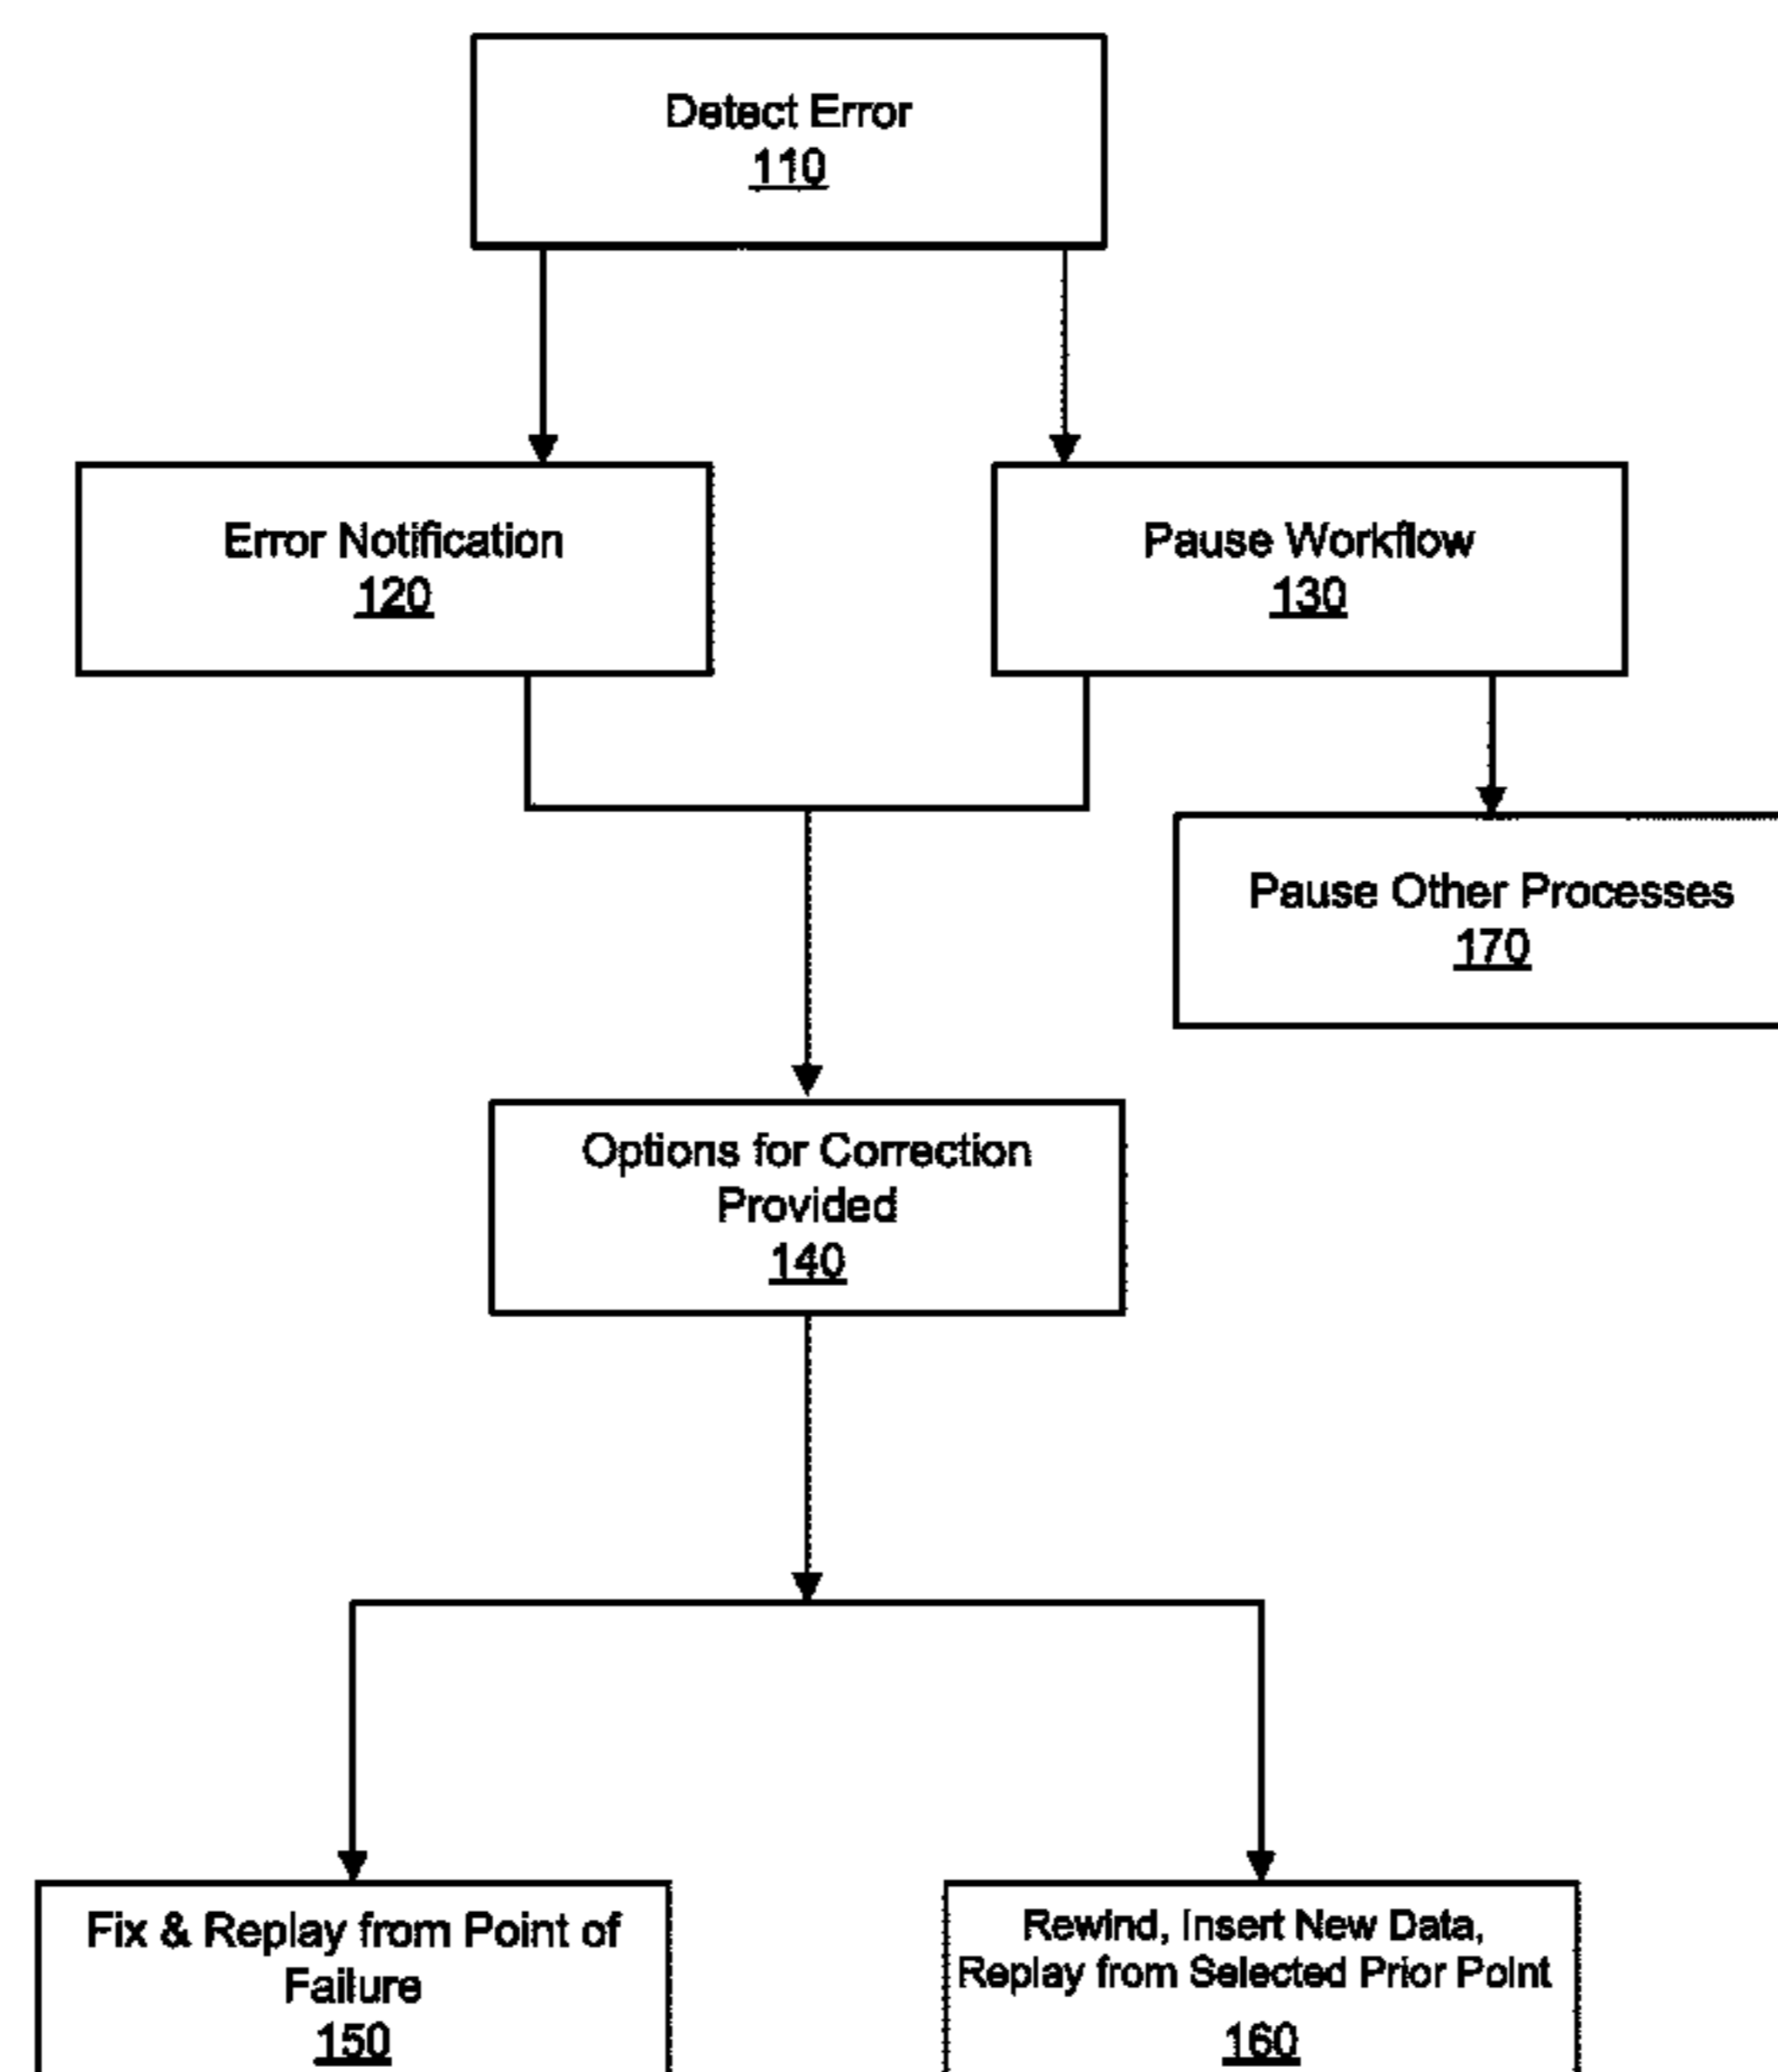 Detect Error
110
Error Notification
120
Pause Workflow
130
Pause Other Processes
170
Options for Correction
Provided
140
Fix & Replay from Point of
Failure
150
Rewind, Insert New Data,
Replay from Selected Prior Point
160